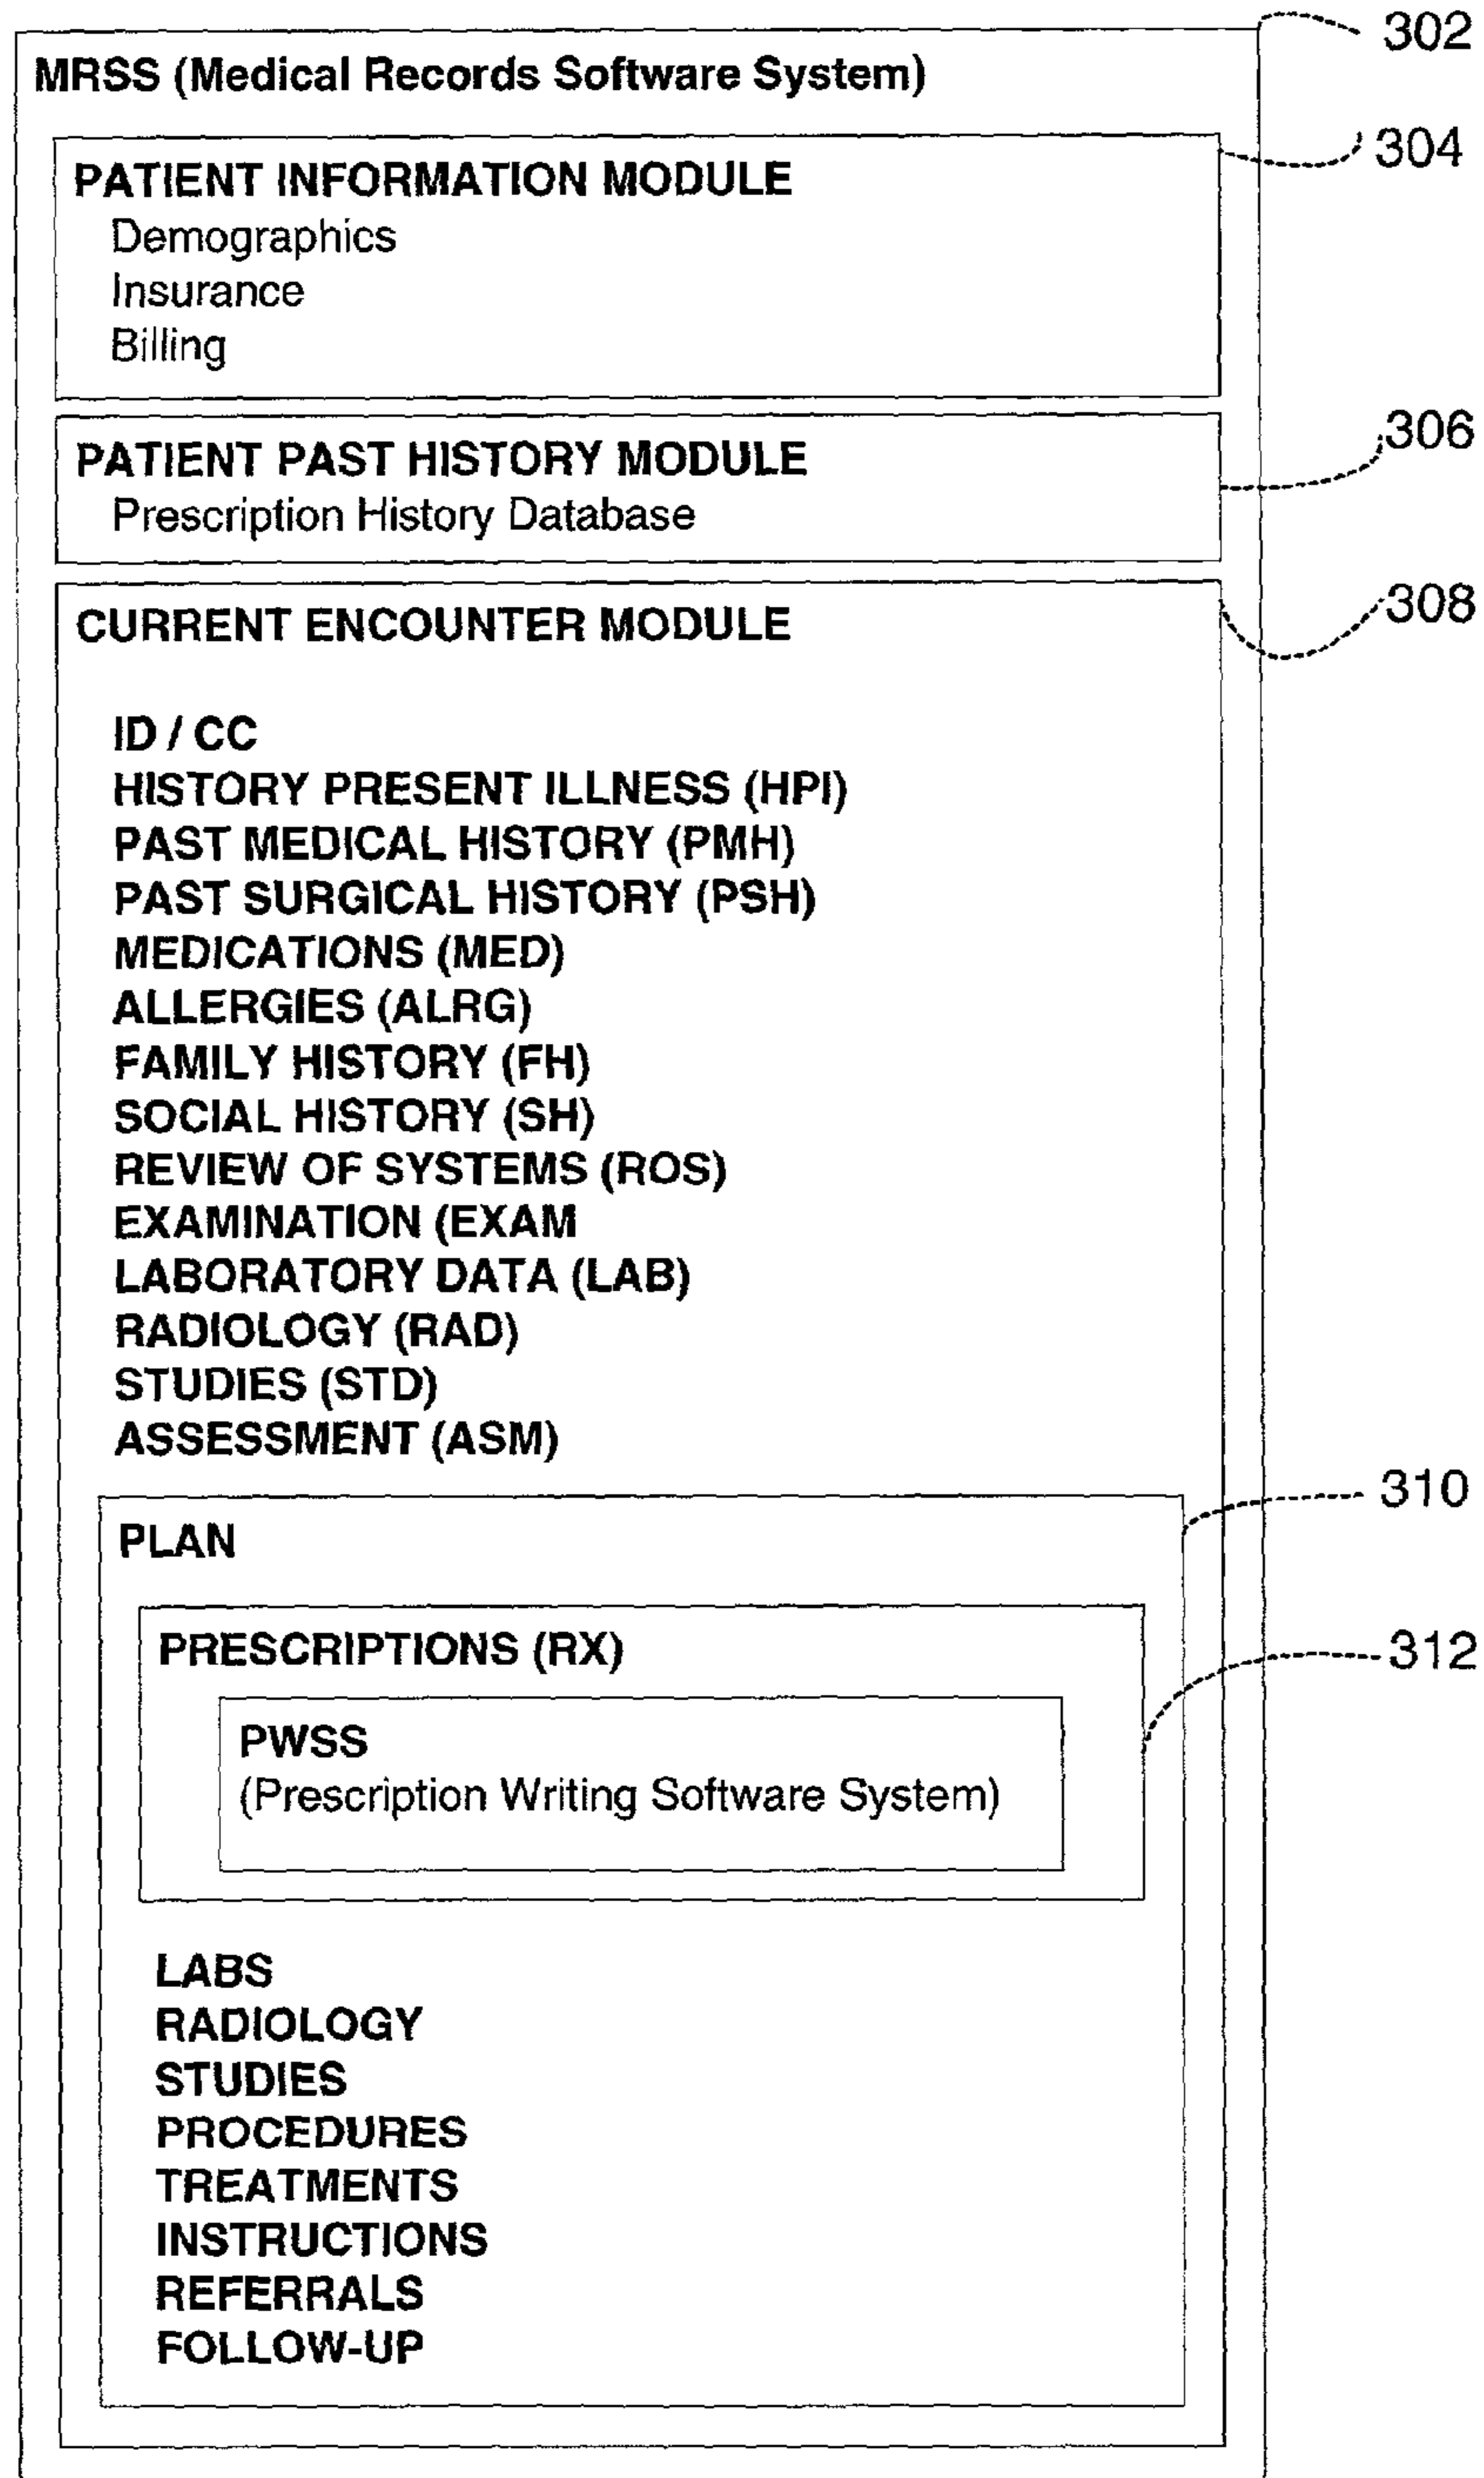 302
MRSS (Medical Records Software System)
304
PATIENT INFORMATION MODULE
Demographics
Insurance
Billing
306
PATIENT PAST HISTORY MODULE
Prescription History Database
308
CURRENT ENCOUNTER MODULE
ID / CC
HISTORY PRESENT ILLNESS (HPI)
PAST MEDICAL HISTORY (PMH)
PAST SURGICAL HISTORY (PSH)
MEDICATIONS (MED)
ALLERGIES (ALRG)
FAMILY HISTORY (FH)
SOCIAL HISTORY (SH)
REVIEW OF SYSTEMS (ROS)
EXAMINATION (EXAM
LABORATORY DATA (LAB)
RADIOLOGY (RAD)
STUDIES (STD)
ASSESSMENT (ASM)
310
PLAN
312
PRESCRIPTIONS (RX)
PWSS
(Prescription Writing Software System)
LABS
RADIOLOGY
STUDIES
PROCEDURES
TREATMENTS
INSTRUCTIONS
REFERRALS
FOLLOW-UP